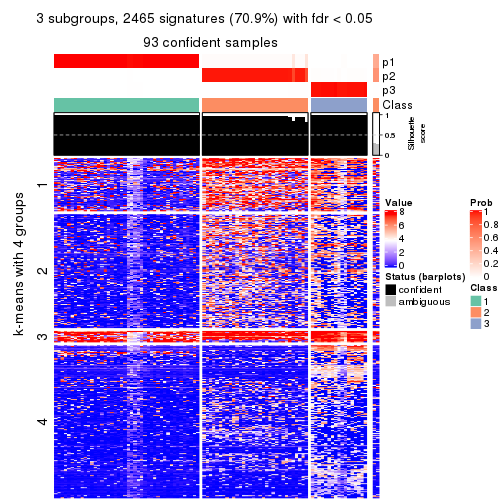 3 subgroups, 2465 signatures (70.9%) with fdr < 0.05
93 confident samples
p1
p2
p3
Class
1
0.5
0
Silhouette
score
k-means with 4 groups
1
2
3
4
Value
8
6
4
2
0
Status (barplots)
confident
ambiguous
Prob
1
0.8
0.6
0.4
0.2
0
Class
1
2
3